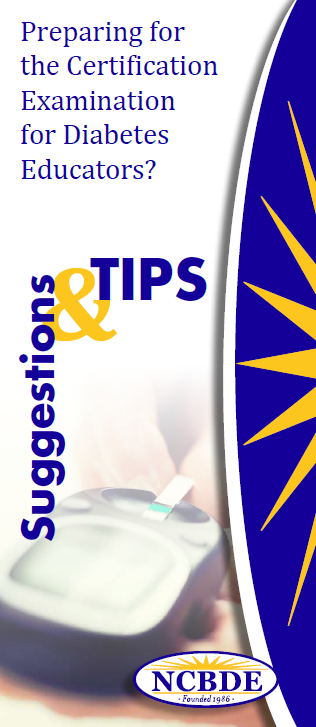 Preparing for
the Certification
Examination
for Diabetes
Educators?
Suggestions
&
TIPS
NCBDE
· Founded 1986 ·